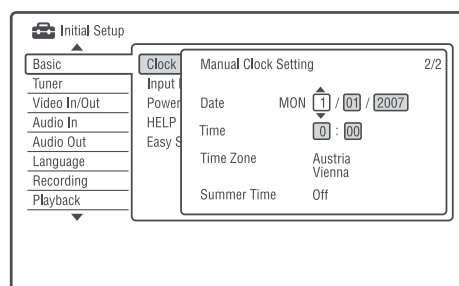 Initial Setup
Basic
Tuner
Video In/Out
Audio In
Audio Out
Language
Recording
Playback
Clock
Input
Power
HELP
Easy S
Manual Clock Setting 2/2
Date MON 1 / 01 / 2007
Time 0 : 00
Time Zone Austria
Vienna
Summer Time Off